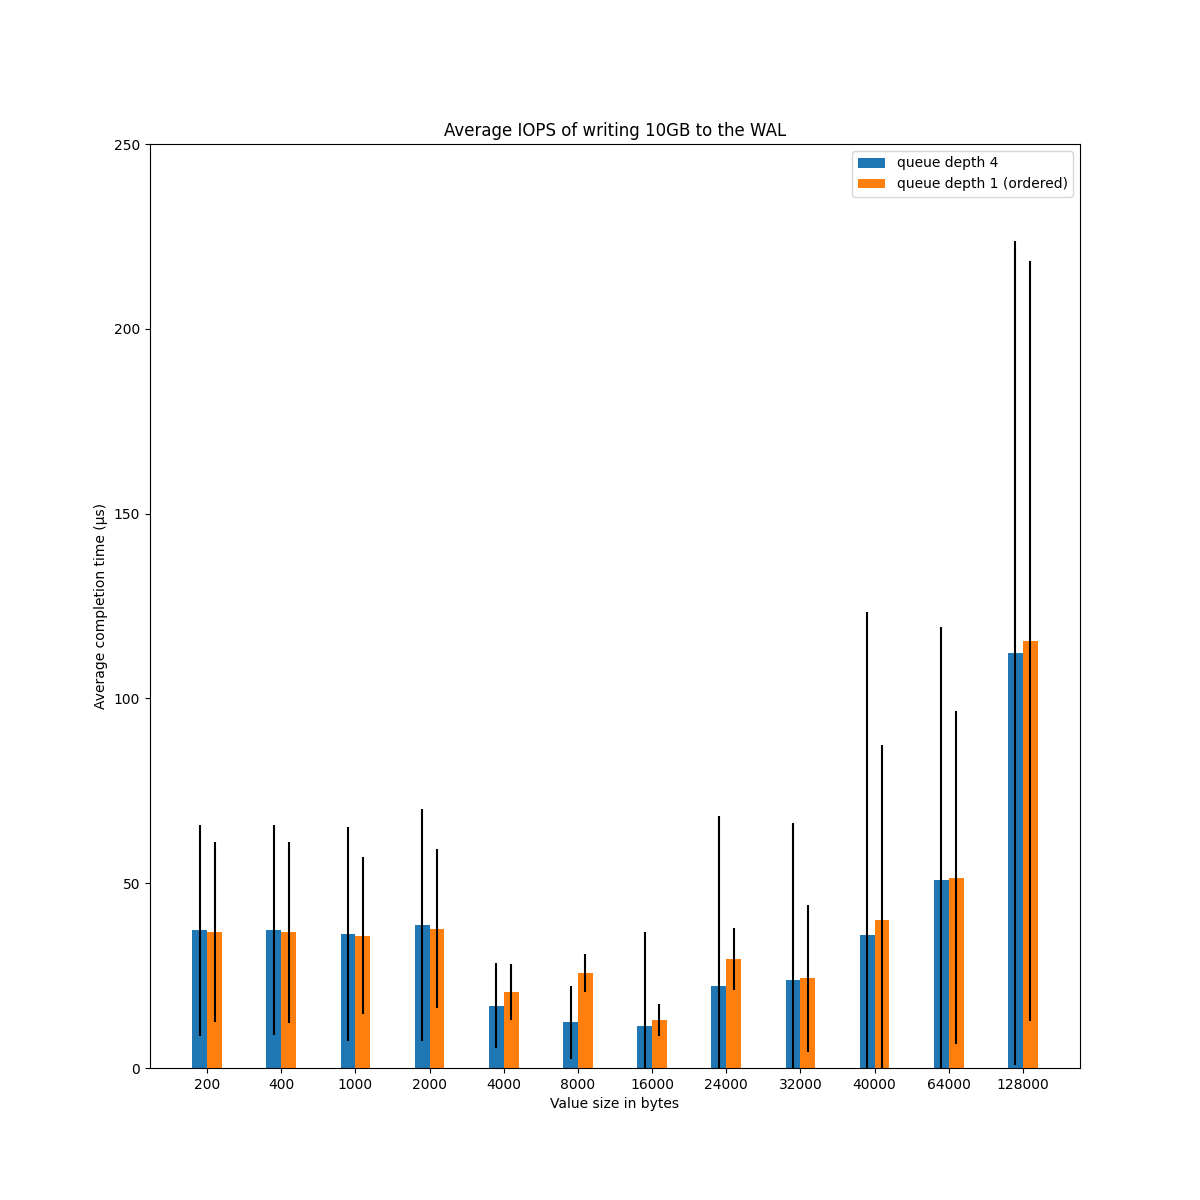 Average IOPS of writing 10GB to the WAL
queue depth 4
queue depth 1 (ordered)
250
200
150
100
50
0
Average completion time (µs)
200 400 1000 2000 4000 8000 16000 24000 32000 40000 64000 128000
Value size in bytes